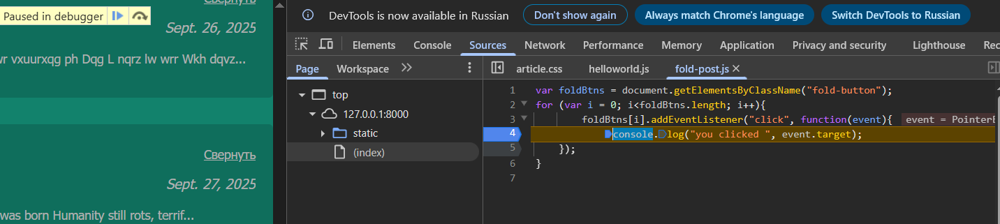 Свернуть
Paused in debugger
Sept. 26, 2025
wr vxuurxqg ph Dqg L nqrz lw wrr Wkh dqvz...
Свернуть
Sept. 27, 2025
was born Humanity still rots, terrif...
DevTools is now available in Russian Don't show again Always match Chrome's language Switch DevTools to Russian
Elements Console Sources Network Performance Memory Application Privacy and security Lighthouse Rec
Page Workspace
top
127.0.0.1:8000
static
(index)
article.css helloworld.js fold-post.js
1 var foldBtns = document.getElementsByClassName("fold-button");
2 for (var i = 0; i<foldBtns.length; i++){
3 foldBtns[i].addEventListener("click", function(event){ event = PointerE
4 console.log("you clicked ", event.target);
5 });
6 }
7